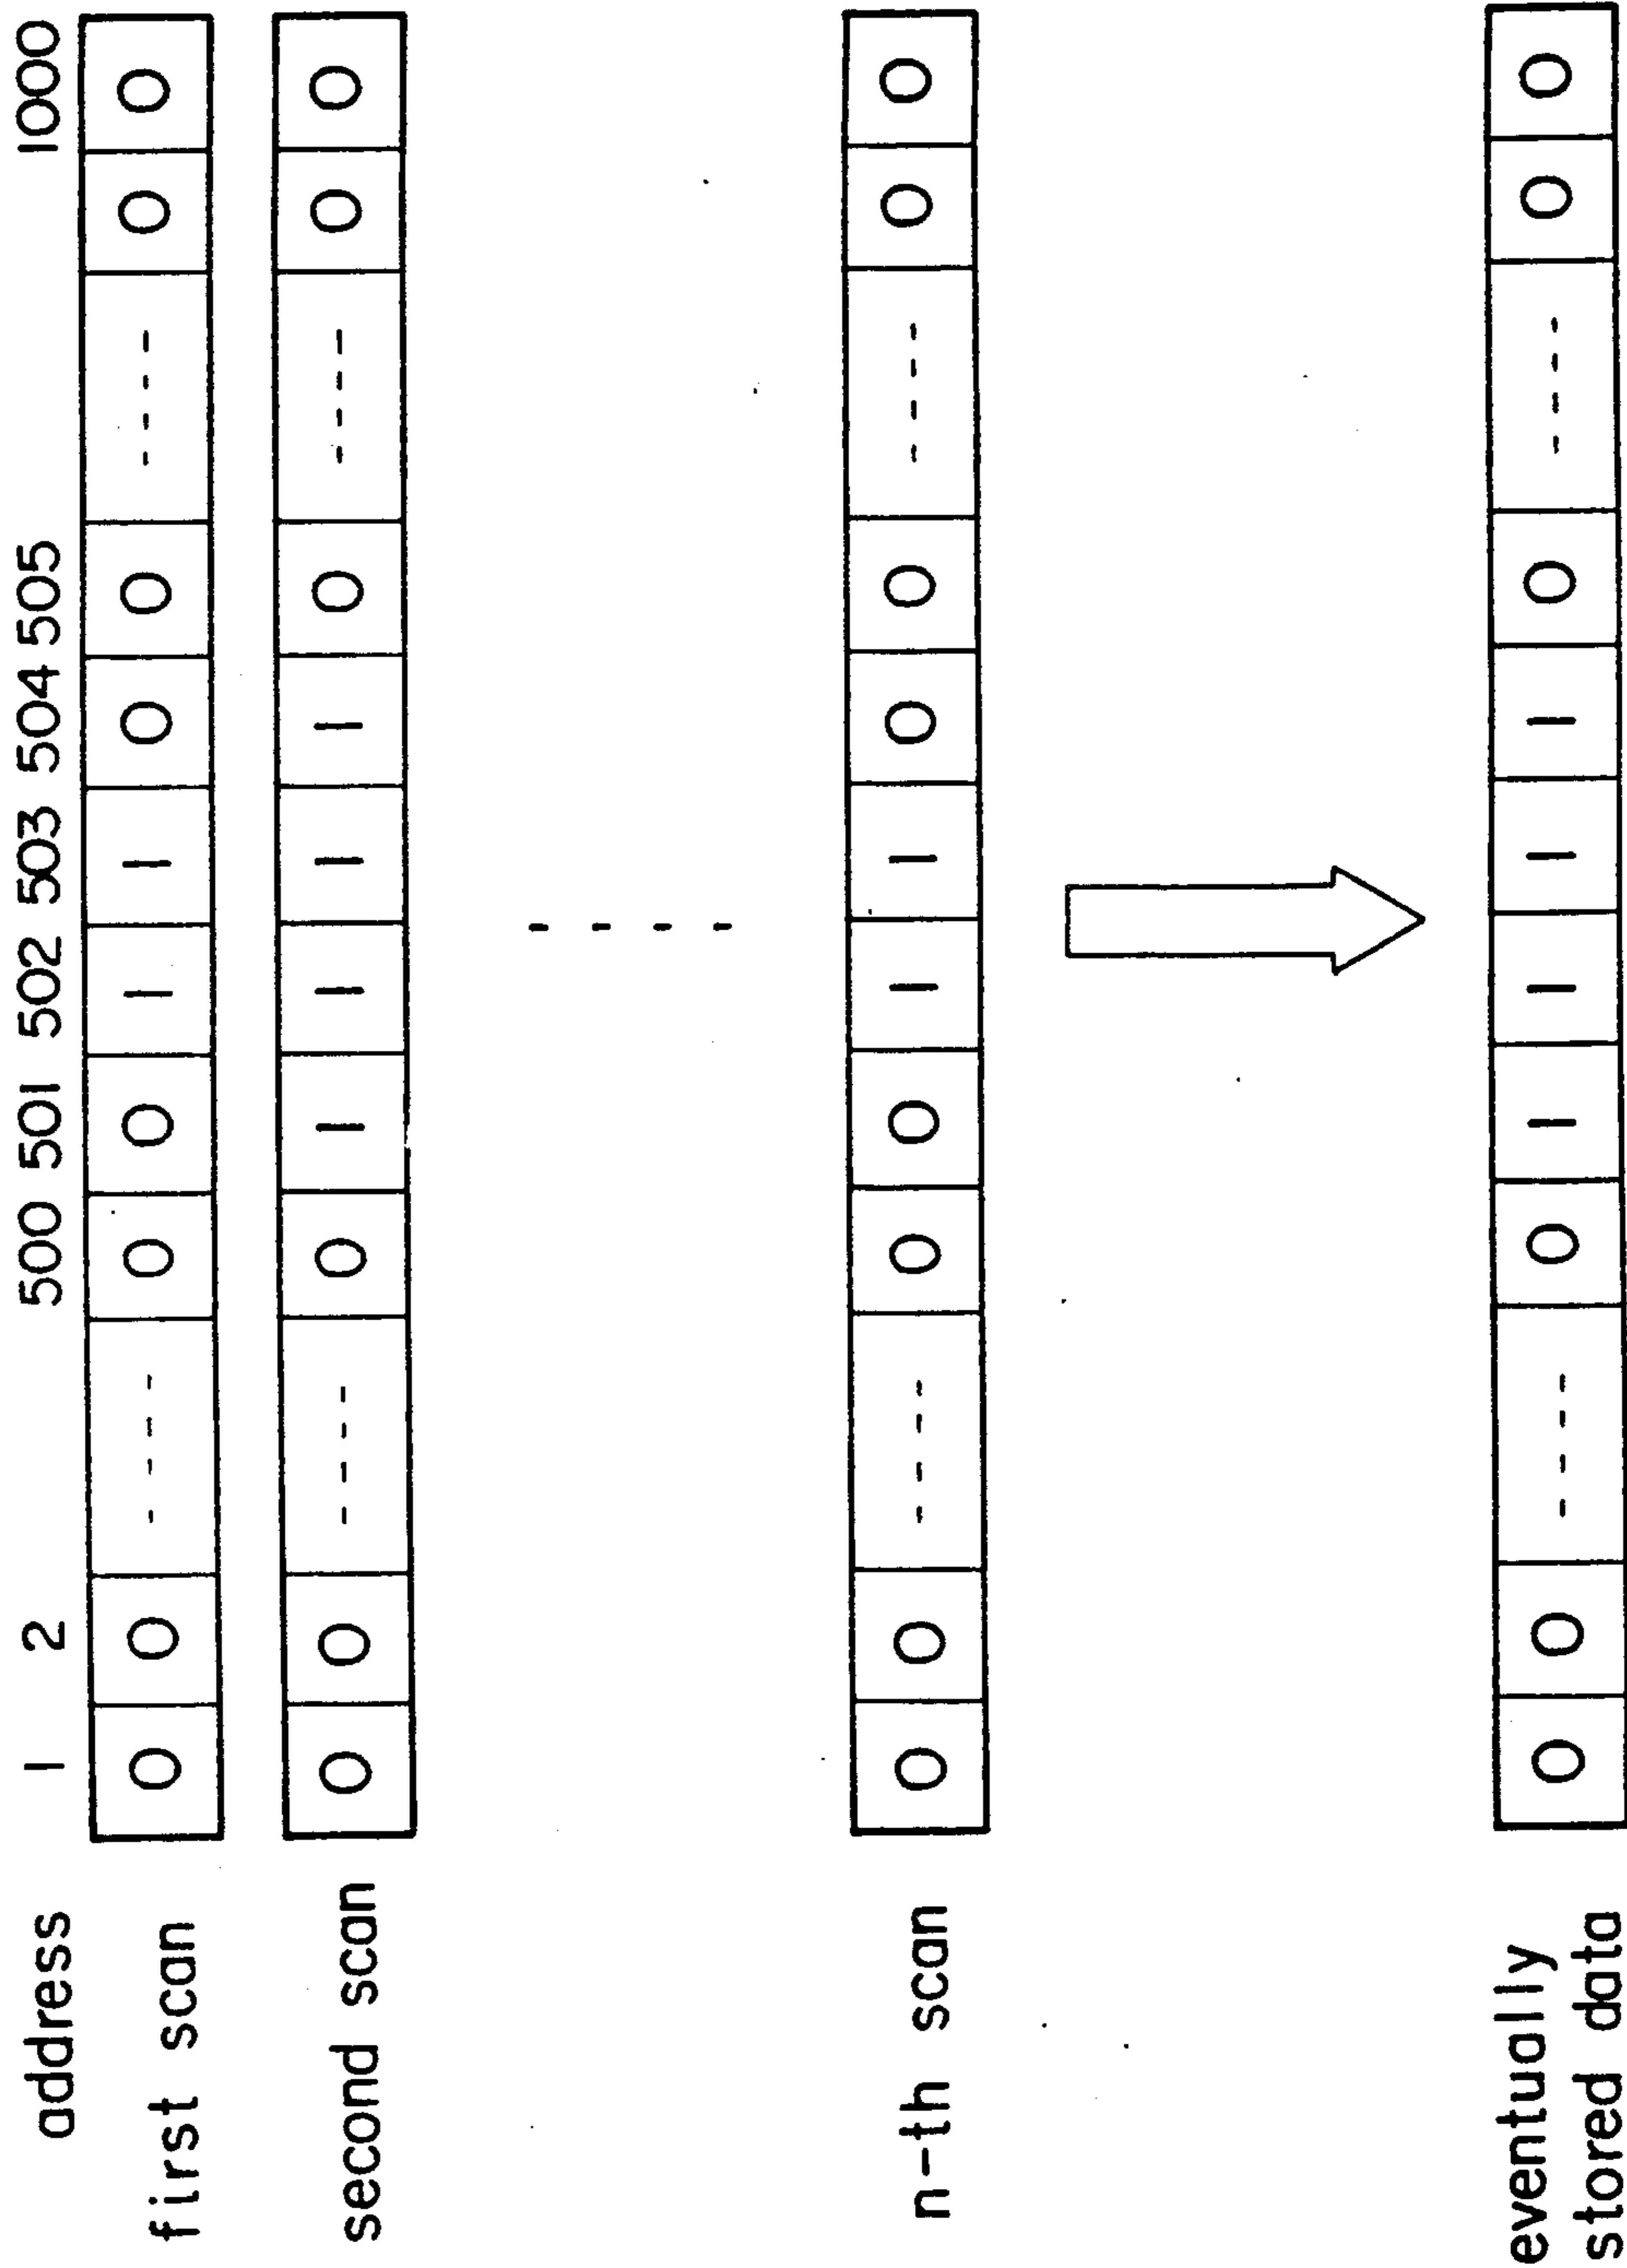 address 1 2 500 501 502 503 504 505 1000
first scan 0 0 ---- 0 0 1 1 0 0 ---- 0 0
second scan 0 0 ---- 0 1 1 1 1 0 ---- 0 0
n-th scan 0 0 ---- 0 0 1 1 0 0 ---- 0 0
eventually
stored data 0 0 ---- 0 1 1 1 1 0 ---- 0 0